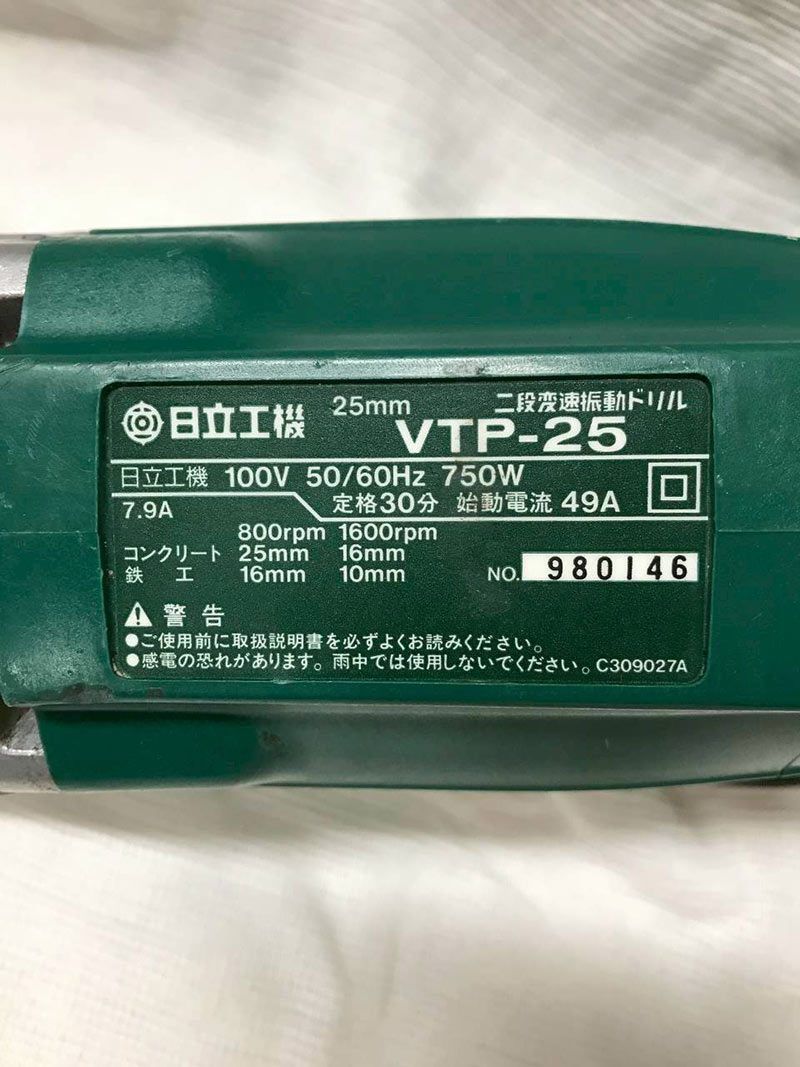 日立工機 25mm 二段変速振動ドリル
VTP-25
日立工機 100V 50/60Hz 750W
7.9A 定格30分 始動電流 49A
800rpm 1600rpm
コンクリート 25mm 16mm
鉄 工 16mm 10mm NO. 980146
警告
●ご使用前に取扱説明書を必ずよくお読みください。
●感電の恐れがあります。雨中では使用しないでください。C309027A